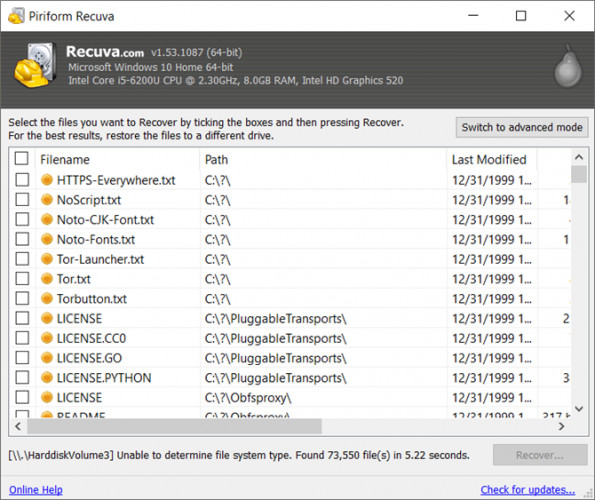 Piriform Recuva
Recuva.com v1.53.1087 (64-bit)
Microsoft Windows 10 Home 64-bit
Intel Core i5-6200U CPU @ 2.30GHz, 8.0GB RAM, Intel HD Graphics 520
Select the files you want to Recover by ticking the boxes and then pressing Recover.
For the best results, restore the files to a different drive.
Switch to advanced mode
Filename Path Last Modified
HTTPS-Everywhere.txt C:\?\ 12/31/1999 1...
NoScript.txt C:\?\ 12/31/1999 1...
Noto-CJK-Font.txt C:\?\ 12/31/1999 1...
Noto-Fonts.txt C:\?\ 12/31/1999 1...
Tor-Launcher.txt C:\?\ 12/31/1999 1...
Tor.txt C:\?\ 12/31/1999 1...
Torbutton.txt C:\?\ 12/31/1999 1...
LICENSE C:\?\PluggableTransports\ 12/31/1999 1... 2
LICENSE.CC0 C:\?\PluggableTransports\ 12/31/1999 1...
LICENSE.GO C:\?\PluggableTransports\ 12/31/1999 1...
LICENSE.PYTHON C:\?\PluggableTransports\ 12/31/1999 1... 3
LICENSE C:\?\Obfsproxy\ 12/31/1999 1...
README C:\?\Obfsproxy\ 12/31/1999 1... 317
[\\.\HarddiskVolume3] Unable to determine file system type. Found 73,550 file(s) in 5.22 seconds.
Recover...
Online Help
Check for updates...